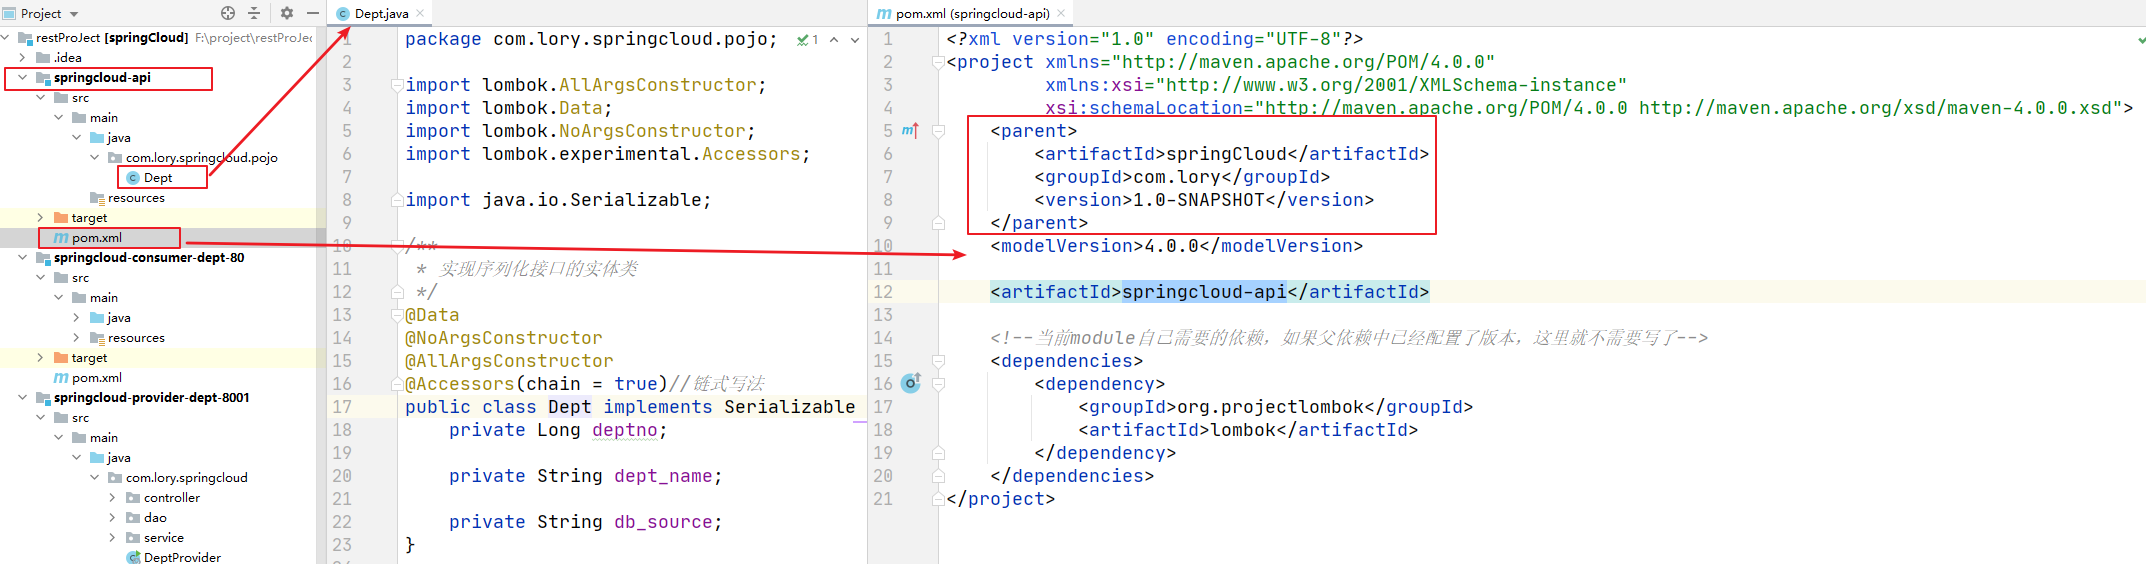 Project
restProJect [springCloud] F:\project\restProJec
.idea
springcloud-api
src
main
java
com.lory.springcloud.pojo
Dept
resources
target
pom.xml
springcloud-consumer-dept-80
src
main
java
resources
target
pom.xml
springcloud-provider-dept-8001
src
main
java
com.lory.springcloud
controller
dao
service
DeptProvider
Dept.java
1 package com.lory.springcloud.pojo; 1
2
3 import lombok.AllArgsConstructor;
4 import lombok.Data;
5 import lombok.NoArgsConstructor;
6 import lombok.experimental.Accessors;
7
8 import java.io.Serializable;
9
10 /**
11 * 实现序列化接口的实体类
12 */
13 @Data
14 @NoArgsConstructor
15 @AllArgsConstructor
16 @Accessors(chain = true)//链式写法
17 public class Dept implements Serializable
18 private Long deptno;
19
20 private String dept_name;
21
22 private String db_source;
23 }
pom.xml (springcloud-api)
1 <?xml version="1.0" encoding="UTF-8"?>
2 <project xmlns="http://maven.apache.org/POM/4.0.0"
3 xmlns:xsi="http://www.w3.org/2001/XMLSchema-instance"
4 xsi:schemaLocation="http://maven.apache.org/POM/4.0.0 http://maven.apache.org/xsd/maven-4.0.0.xsd">
5 <parent>
6 <artifactId>springCloud</artifactId>
7 <groupId>com.lory</groupId>
8 <version>1.0-SNAPSHOT</version>
9 </parent>
10 <modelVersion>4.0.0</modelVersion>
11
12 <artifactId>springcloud-api</artifactId>
13
14 <!--当前module自己需要的依赖，如果父依赖中已经配置了版本，这里就不需要写了-->
15 <dependencies>
16 <dependency>
17 <groupId>org.projectlombok</groupId>
18 <artifactId>lombok</artifactId>
19 </dependency>
20 </dependencies>
21 </project>